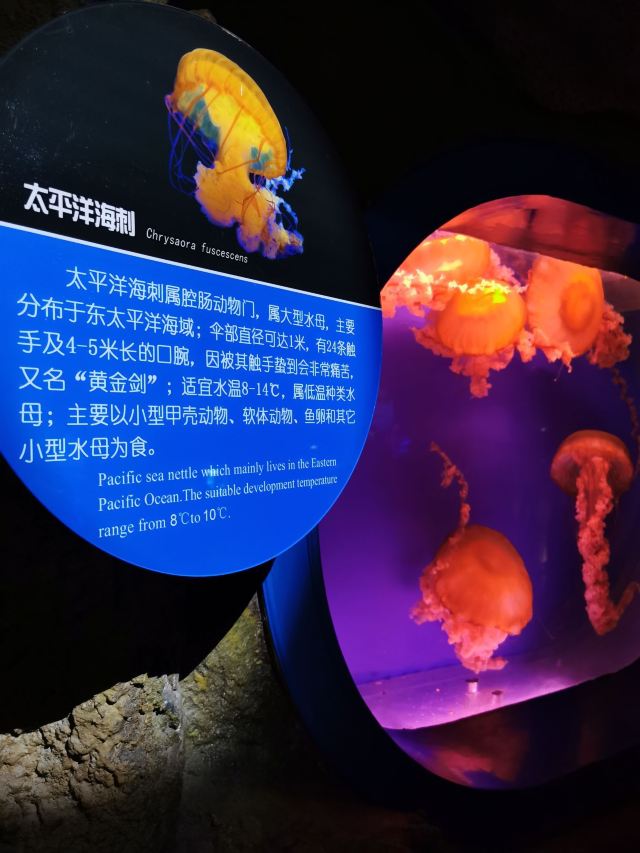 太平洋海刺
Chrysaora fuscescens
太平洋海刺属腔肠动物门，属大型水母，主要
分布于东太平洋海域；伞部直径可达1米，有24条触
手及4-5米长的口腕，因被其触手蛰到会非常痛苦，
又名“黄金剑”；适宜水温8-14℃，属低温种类水
母；主要以小型甲壳动物、软体动物、鱼卵和其它
小型水母为食。
Pacific sea nettle which mainly lives in the Eastern
Pacific Ocean.The suitable development temperature
range from 8℃to 10℃.